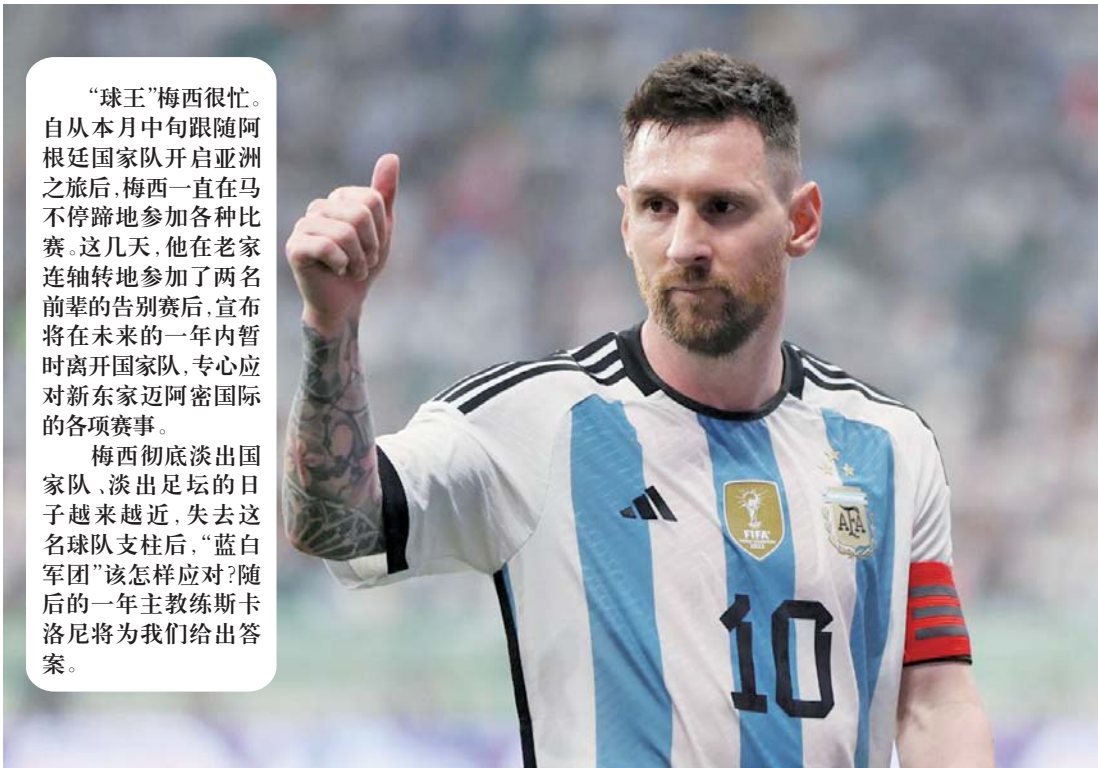 “球王”梅西很忙。
自从本月中旬跟随阿
根廷国家队开启亚洲
之旅后,梅西一直在马
不停蹄地参加各种比
赛。这几天,他在老家
连轴转地参加了两名
前辈的告别赛后,宣布
将在未来的一年内暂
时离开国家队,专心应
对新东家迈阿密国际
的各项赛事。
梅西彻底淡出国
家队、淡出足坛的日
子越来越近,失去这
名球队支柱后,“蓝白
军团”该怎样应对?随
后的一年主教练斯卡
洛尼将为我们给出答
案。
FIFA
2022
AFA
10